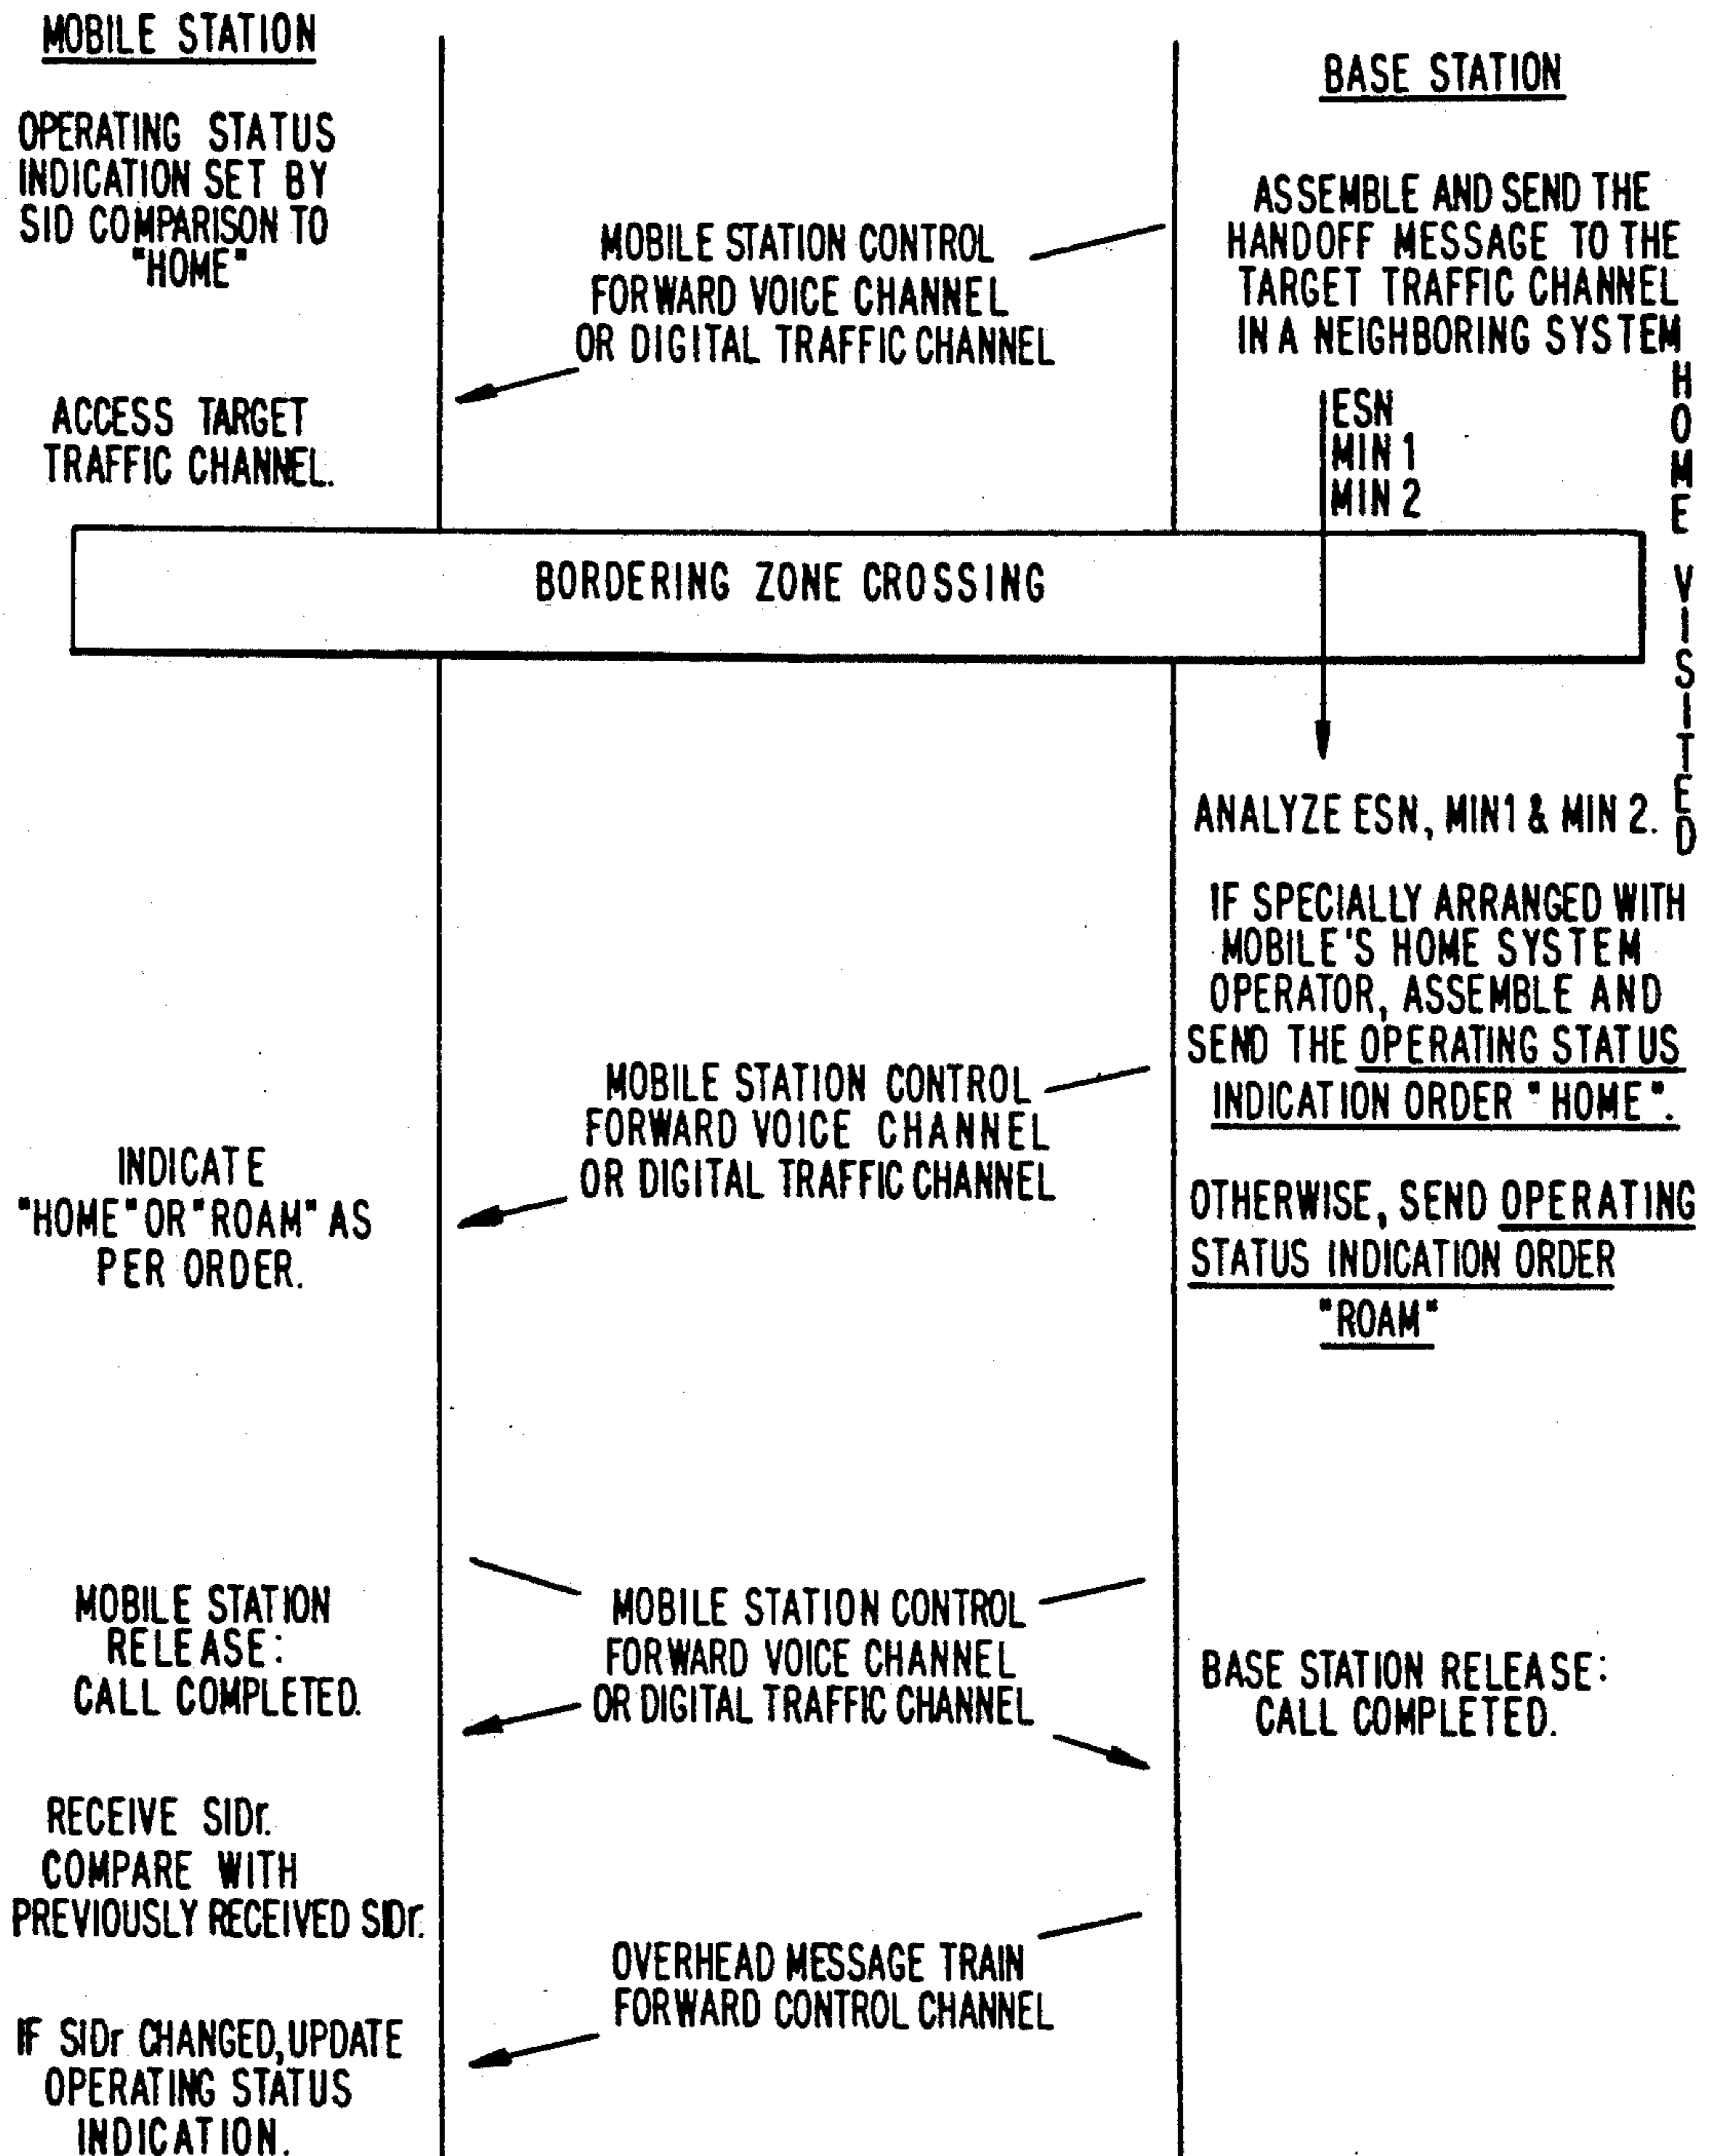 MOBILE STATION
BASE STATION
OPERATING STATUS
INDICATION SET BY
SID COMPARISON TO
"HOME"
MOBILE STATION CONTROL
FORWARD VOICE CHANNEL
OR DIGITAL TRAFFIC CHANNEL
ASSEMBLE AND SEND THE
HANDOFF MESSAGE TO THE
TARGET TRAFFIC CHANNEL
IN A NEIGHBORING SYSTEM
ACCESS TARGET
TRAFFIC CHANNEL.
ESN
MIN 1
MIN 2
HOME
BORDERING ZONE CROSSING
VISITED
ANALYZE ESN, MIN1 & MIN 2.
IF SPECIALLY ARRANGED WITH
MOBILE'S HOME SYSTEM
OPERATOR, ASSEMBLE AND
SEND THE OPERATING STATUS
INDICATION ORDER "HOME".
MOBILE STATION CONTROL
FORWARD VOICE CHANNEL
OR DIGITAL TRAFFIC CHANNEL
INDICATE
"HOME" OR "ROAM" AS
PER ORDER.
OTHERWISE, SEND OPERATING
STATUS INDICATION ORDER
"ROAM"
MOBILE STATION
RELEASE:
CALL COMPLETED.
MOBILE STATION CONTROL
FORWARD VOICE CHANNEL
OR DIGITAL TRAFFIC CHANNEL
BASE STATION RELEASE:
CALL COMPLETED.
RECEIVE SIDr.
COMPARE WITH
PREVIOUSLY RECEIVED SIDr.
OVERHEAD MESSAGE TRAIN
FORWARD CONTROL CHANNEL
IF SIDr CHANGED, UPDATE
OPERATING STATUS
INDICATION.